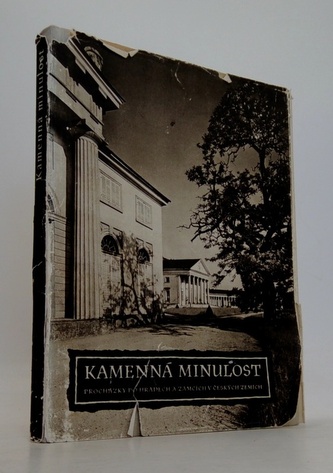 Kamenná minulost
KAMENNÁ MINULOST
PROCHÁZKY PO HRADECH A ZÁMCÍCH V ČESKÝCH ZEMÍCH